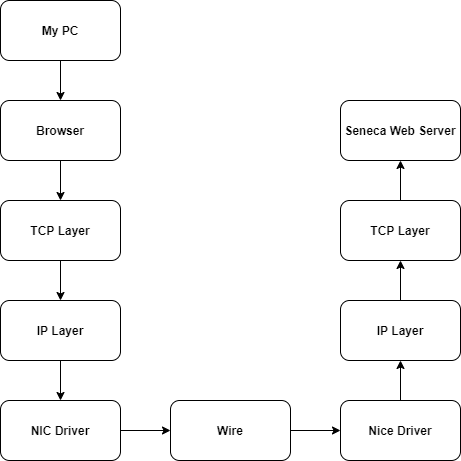 My PC
Browser
Seneca Web Server
TCP Layer
TCP Layer
IP Layer
IP Layer
NIC Driver
Wire
Nice Driver